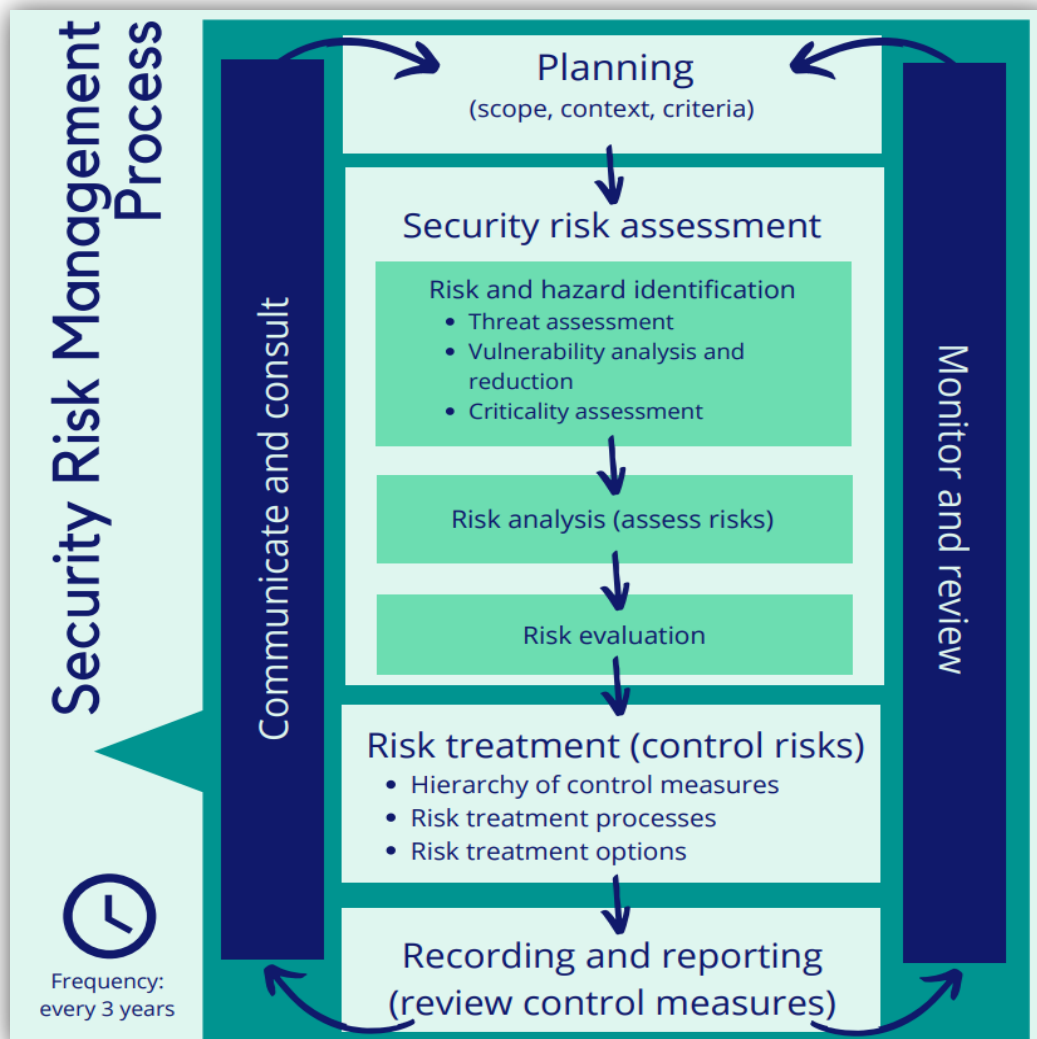 Security Risk Management
Process
Communicate and consult
Planning
(scope, context, criteria)
Security risk assessment
Risk and hazard identification
• Threat assessment
• Vulnerability analysis and
reduction
• Criticality assessment
Risk analysis (assess risks)
Risk evaluation
Risk treatment (control risks)
• Hierarchy of control measures
• Risk treatment processes
• Risk treatment options
Recording and reporting
(review control measures)
Monitor and review
Frequency:
every 3 years